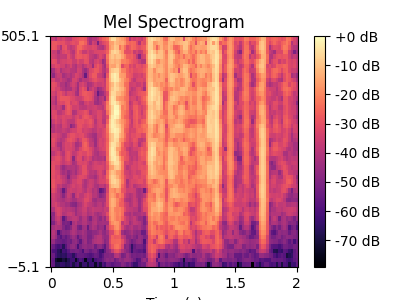 Mel Spectrogram
505.1
−5.1
0
0.5
1
1.5
2
+0 dB
-10 dB
-20 dB
-30 dB
-40 dB
-50 dB
-60 dB
-70 dB